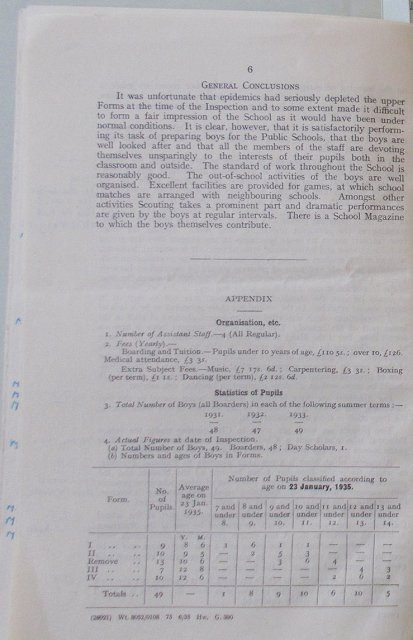 6
GENERAL CONCLUSIONS
It was unfortunate that epidemics had seriously depleted the upper
Forms at the time of the Inspection and to some extent made it difficult
to form a fair impression of the School as it would have been under
normal conditions. It is clear, however, that it is satisfactorily perform-
ing its task of preparing boys for the Public Schools, that the boys are
well looked after and that all the members of the staff are devoting
themselves unsparingly to the interests of their pupils both in the
classroom and outside. The standard of work throughout the School is
reasonably good. The out-of-school activities of the boys are well
organised. Excellent facilities are provided for games, at which school
matches are arranged with neighbouring schools. Amongst other
activities Scouting takes a prominent part and dramatic performances
are given by the boys at regular intervals. There is a School Magazine
to which the boys themselves contribute.
APPENDIX
Organisation, etc.
1. Number of Assistant Staff.—4 (All Regular).
2. Fees (Yearly).—
Boarding and Tuition.—Pupils under 10 years of age, £110 5s.; over 10, £126.
Medical attendance, £3 3s.
Extra Subject Fees.—Music, £7 17s. 6d.; Carpentering, £3 3s.; Boxing
(per term), £1 1s.; Dancing (per term), £2 12s. 6d.
Statistics of Pupils
3. Total Number of Boys (all Boarders) in each of the following summer terms:—
1931. 1932. 1933.
48 47 49
4. Actual Figures at date of Inspection.
(a) Total Number of Boys, 49. Boarders, 48; Day Scholars, 1.
(b) Numbers and ages of Boys in Forms.
Form. No. of Pupils. Average age on 23 Jan. 1935. Number of Pupils classified according to age on 23 January, 1935.
7 and under 8. 8 and under 9. 9 and under 10. 10 and under 11. 11 and under 12. 12 and under 13. 13 and under 14.
Y. M.
I .. .. 9 8 6 1 6 1 1 — — —
II .. .. 10 9 5 — 2 5 3 — — —
Remove .. 13 10 6 — — 3 6 4 — —
III .. .. 7 12 8 — — — — — 4 3
IV .. .. 10 12 6 — — — — 2 6 2
Totals .. 49 — 1 8 9 10 6 10 5